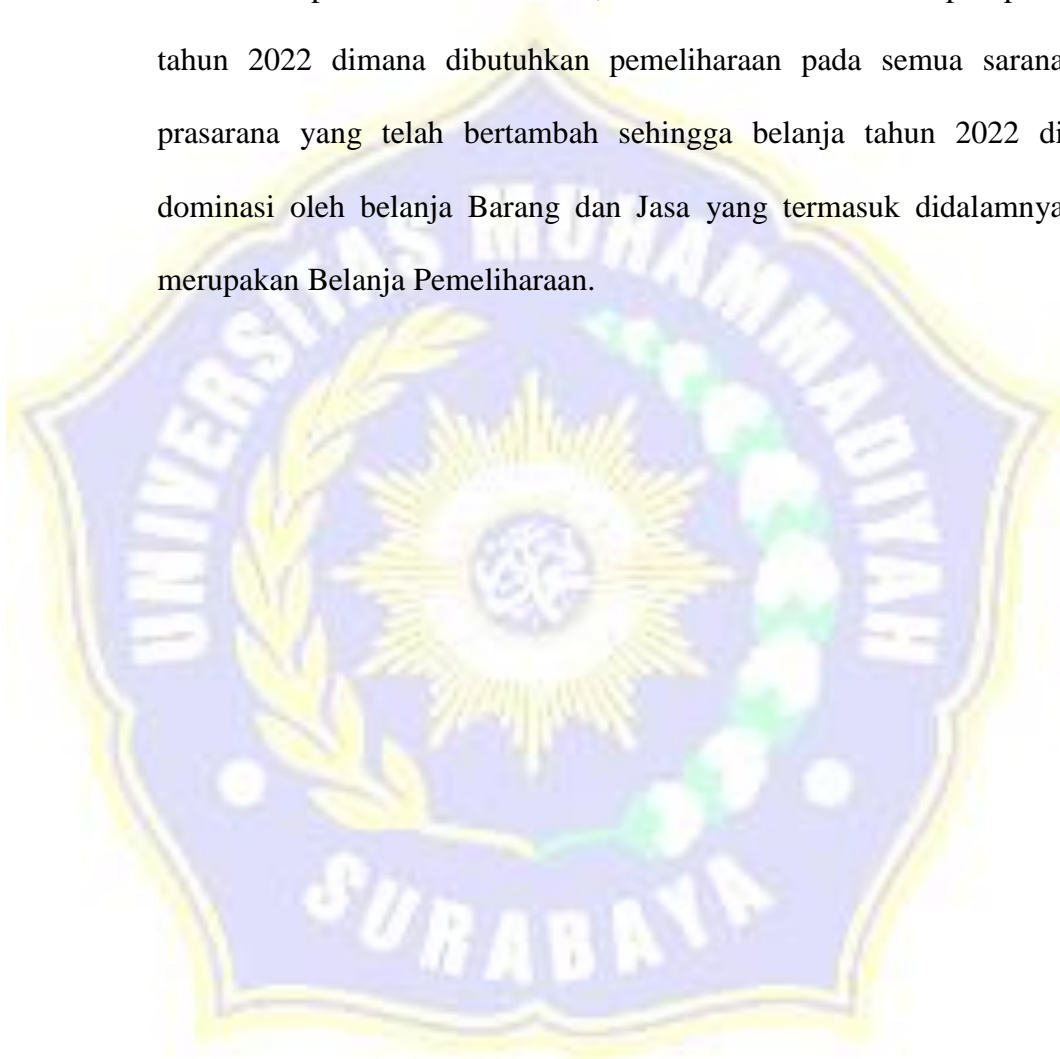 tahun 2022 dimana dibutuhkan pemeliharaan pada semua sarana
prasarana yang telah bertambah sehingga belanja tahun 2022 di
dominasi oleh belanja Barang dan Jasa yang termasuk didalamnya
merupakan Belanja Pemeliharaan.
UNIVERSITAS MUHAMMADIYAH
SURABAYA